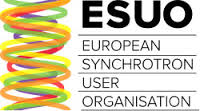 ESUO
EUROPEAN
SYNCHROTRON
USER
ORGANISATION